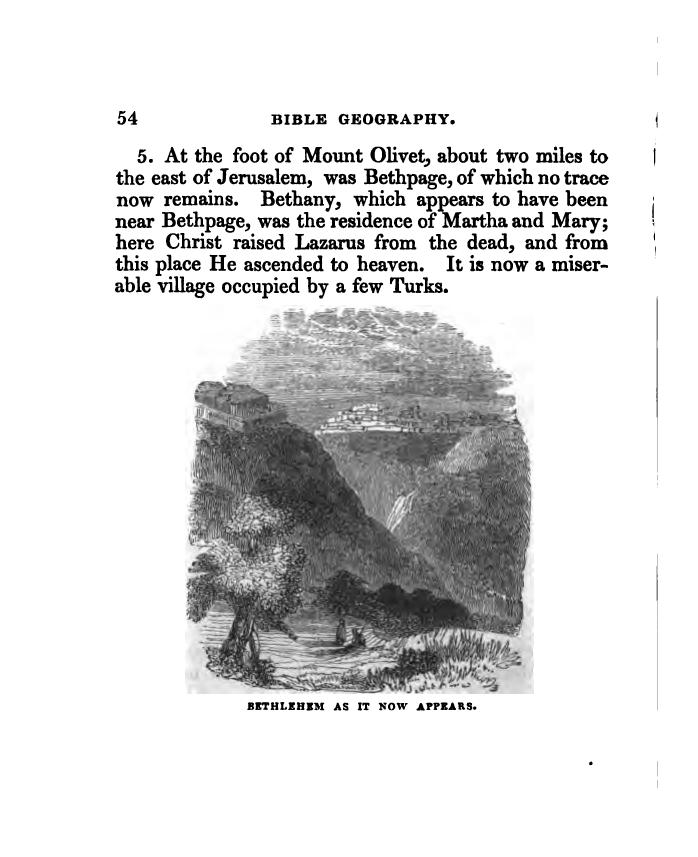 54 BIBLE GEOGRAPHY.
5. At the foot of Mount Olivet, about two miles to
the east of Jerusalem, was Bethpage, of which no trace
now remains. Bethany, which appears to have been
near Bethpage, was the residence of Martha and Mary;
here Christ raised Lazarus from the dead, and from
this place He ascended to heaven. It is now a miser-
able village occupied by a few Turks.
BETHLEHEM AS IT NOW APPEARS.